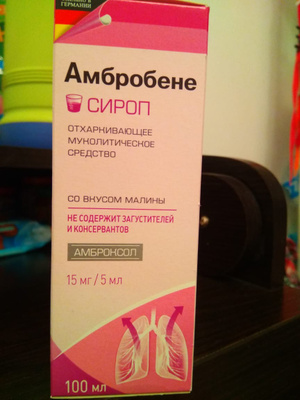 ГЕРМАНИИ
Амбробене
СИРОП
ОТХАРКИВАЮЩЕЕ
МУКОЛИТИЧЕСКОЕ
СРЕДСТВО
СО ВКУСОМ МАЛИНЫ
НЕ СОДЕРЖИТ ЗАГУСТИТЕЛЕЙ
И КОНСЕРВАНТОВ
АМБРОКСОЛ
15 мг/5 мл
100 мл